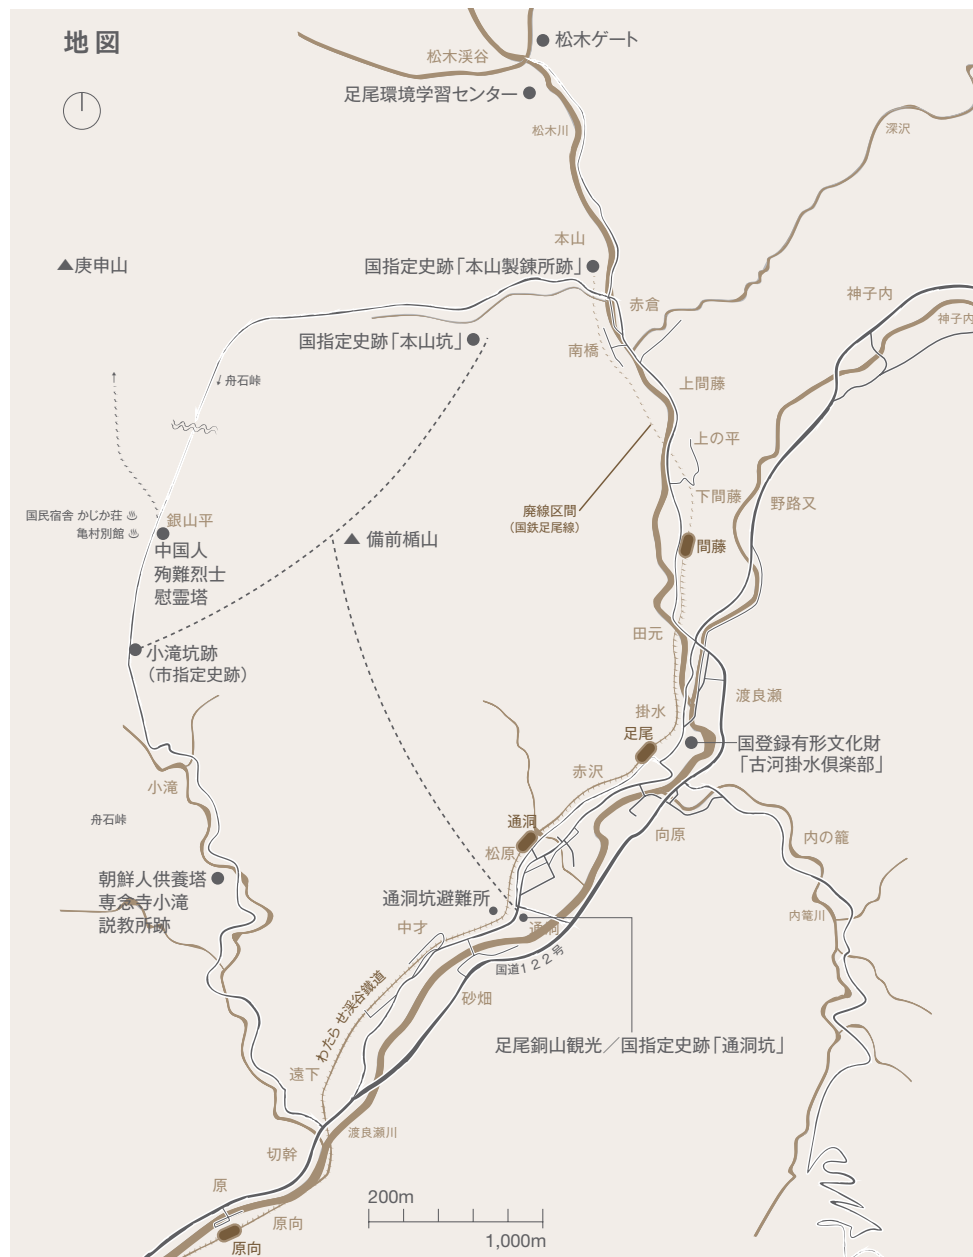 地図
松木ゲート
松木渓谷
足尾環境学習センター
松木川
深沢
本山
▲庚申山
国指定史跡「本山製錬所跡」
神子内
赤倉
神子内
国指定史跡「本山坑」
南橋
舟石峠
上間藤
上の平
下間藤
野路又
廃線区間
(国鉄足尾線)
国民宿舎 かじか荘♨
銀山平
亀村別館♨
中国人
殉難烈士
慰霊塔
▲ 備前楯山
間藤
田元
小滝坑跡
(市指定史跡)
渡良瀬
掛水
足尾
国登録有形文化財
「古河掛水倶楽部」
赤沢
小滝
舟石峠
通洞
松原
向原
内の籠
朝鮮人供養塔
専念寺小滝
説教所跡
通洞坑避難所
中才
通洞
内篭川
国道122号
わたらせ渓谷鐵道
砂畑
足尾銅山観光/国指定史跡「通洞坑」
遠下
渡良瀬川
切幹
原
原向
原向
200m
1,000m